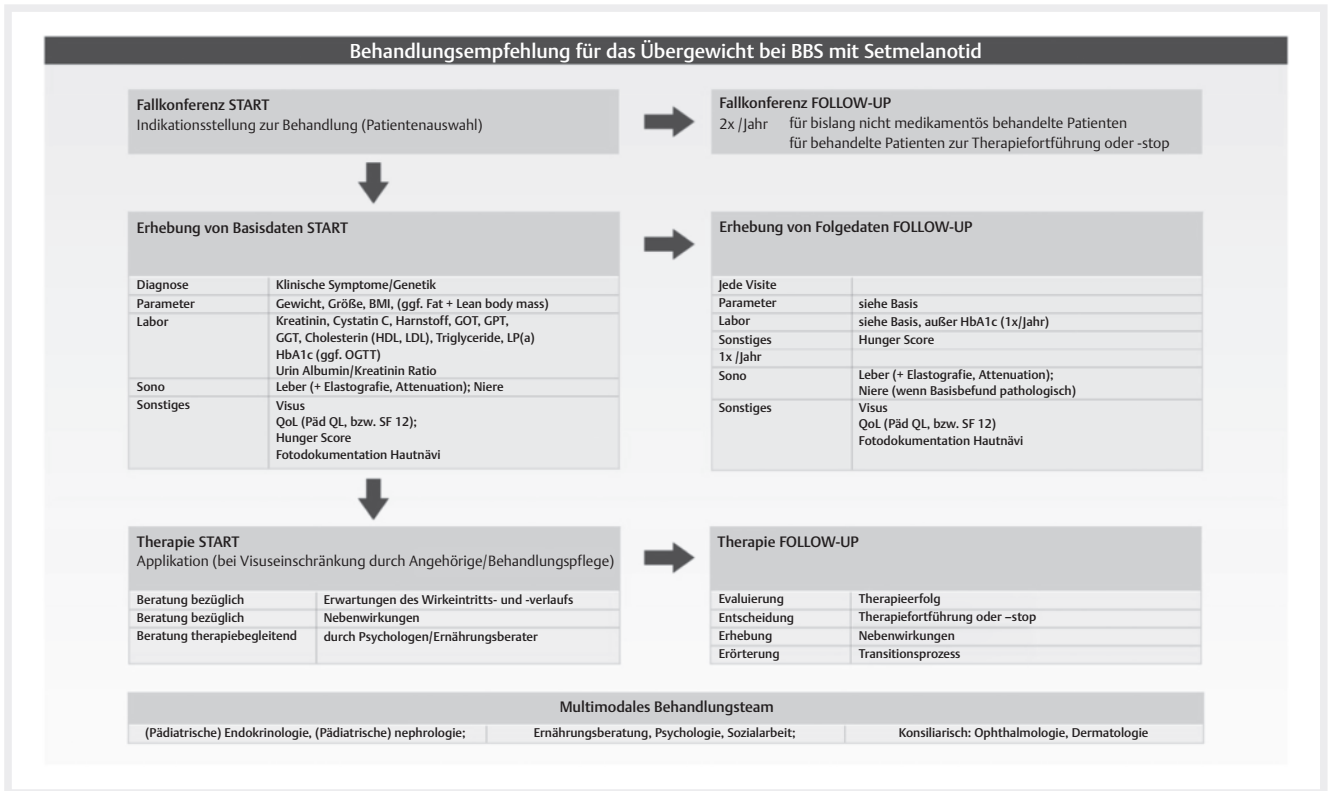 Behandlungsempfehlung für das Übergewicht bei BBS mit Setmelanotid
Fallkonferenz START
Indikationsstellung zur Behandlung (Patientenauswahl)
Fallkonferenz FOLLOW-UP
2x /Jahr für bislang nicht medikamentös behandelte Patienten
für behandelte Patienten zur Therapiefortführung oder -stop
Erhebung von Basisdaten START
Diagnose Klinische Symptome/Genetik
Parameter Gewicht, Größe, BMI, (ggf. Fat + Lean body mass)
Labor Kreatinin, Cystatin C, Harnstoff, GOT, GPT,
GGT, Cholesterin (HDL, LDL), Triglyceride, LP(a)
HbA1c (ggf. OGTT)
Urin Albumin/Kreatinin Ratio
Sono Leber (+ Elastografie, Attenuation); Niere
Sonstiges Visus
QoL (Päd QL, bzw. SF 12);
Hunger Score
Fotodokumentation Hautnävi
Erhebung von Folgedaten FOLLOW-UP
Jede Visite
Parameter siehe Basis
Labor siehe Basis, außer HbA1c (1x/Jahr)
Sonstiges Hunger Score
1x /Jahr
Sono Leber (+ Elastografie, Attenuation);
Niere (wenn Basisbefund pathologisch)
Sonstiges Visus
QoL (Päd QL, bzw. SF 12)
Fotodokumentation Hautnävi
Therapie START
Applikation (bei Visuseinschränkung durch Angehörige/Behandlungspflege)
Beratung bezüglich Erwartungen des Wirkeintritts- und -verlaufs
Beratung bezüglich Nebenwirkungen
Beratung therapiebegleitend durch Psychologen/Ernährungsberater
Therapie FOLLOW-UP
Evaluierung Therapieerfolg
Entscheidung Therapiefortführung oder –stop
Erhebung Nebenwirkungen
Erörterung Transitionsprozess
Multimodales Behandlungsteam
(Pädiatrische) Endokrinologie, (Pädiatrische) nephrologie; Ernährungsberatung, Psychologie, Sozialarbeit; Konsiliarisch: Ophthalmologie, Dermatologie